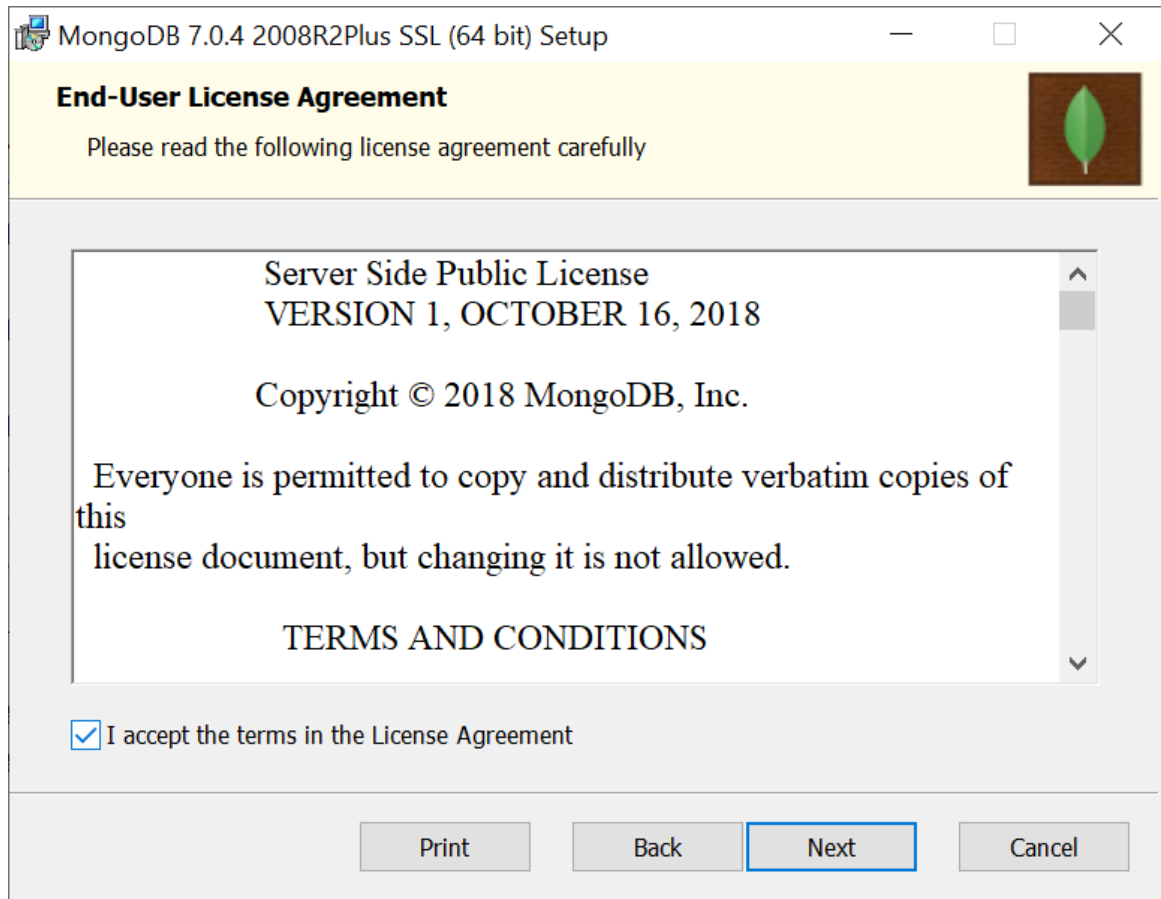 MongoDB 7.0.4 2008R2Plus SSL (64 bit) Setup
End-User License Agreement
Please read the following license agreement carefully
Server Side Public License
VERSION 1, OCTOBER 16, 2018
Copyright © 2018 MongoDB, Inc.
Everyone is permitted to copy and distribute verbatim copies of
this
license document, but changing it is not allowed.
TERMS AND CONDITIONS
I accept the terms in the License Agreement
Print Back Next Cancel